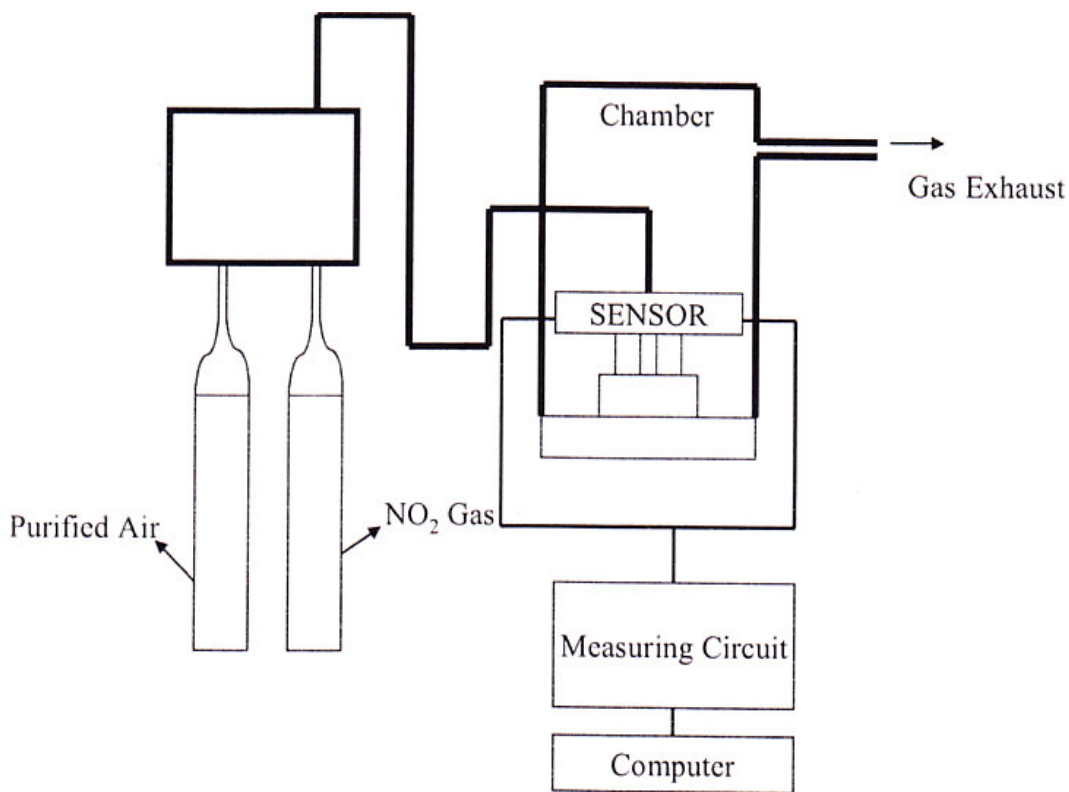 Chamber
Gas Exhaust
SENSOR
Purified Air
NO₂ Gas
Measuring Circuit
Computer